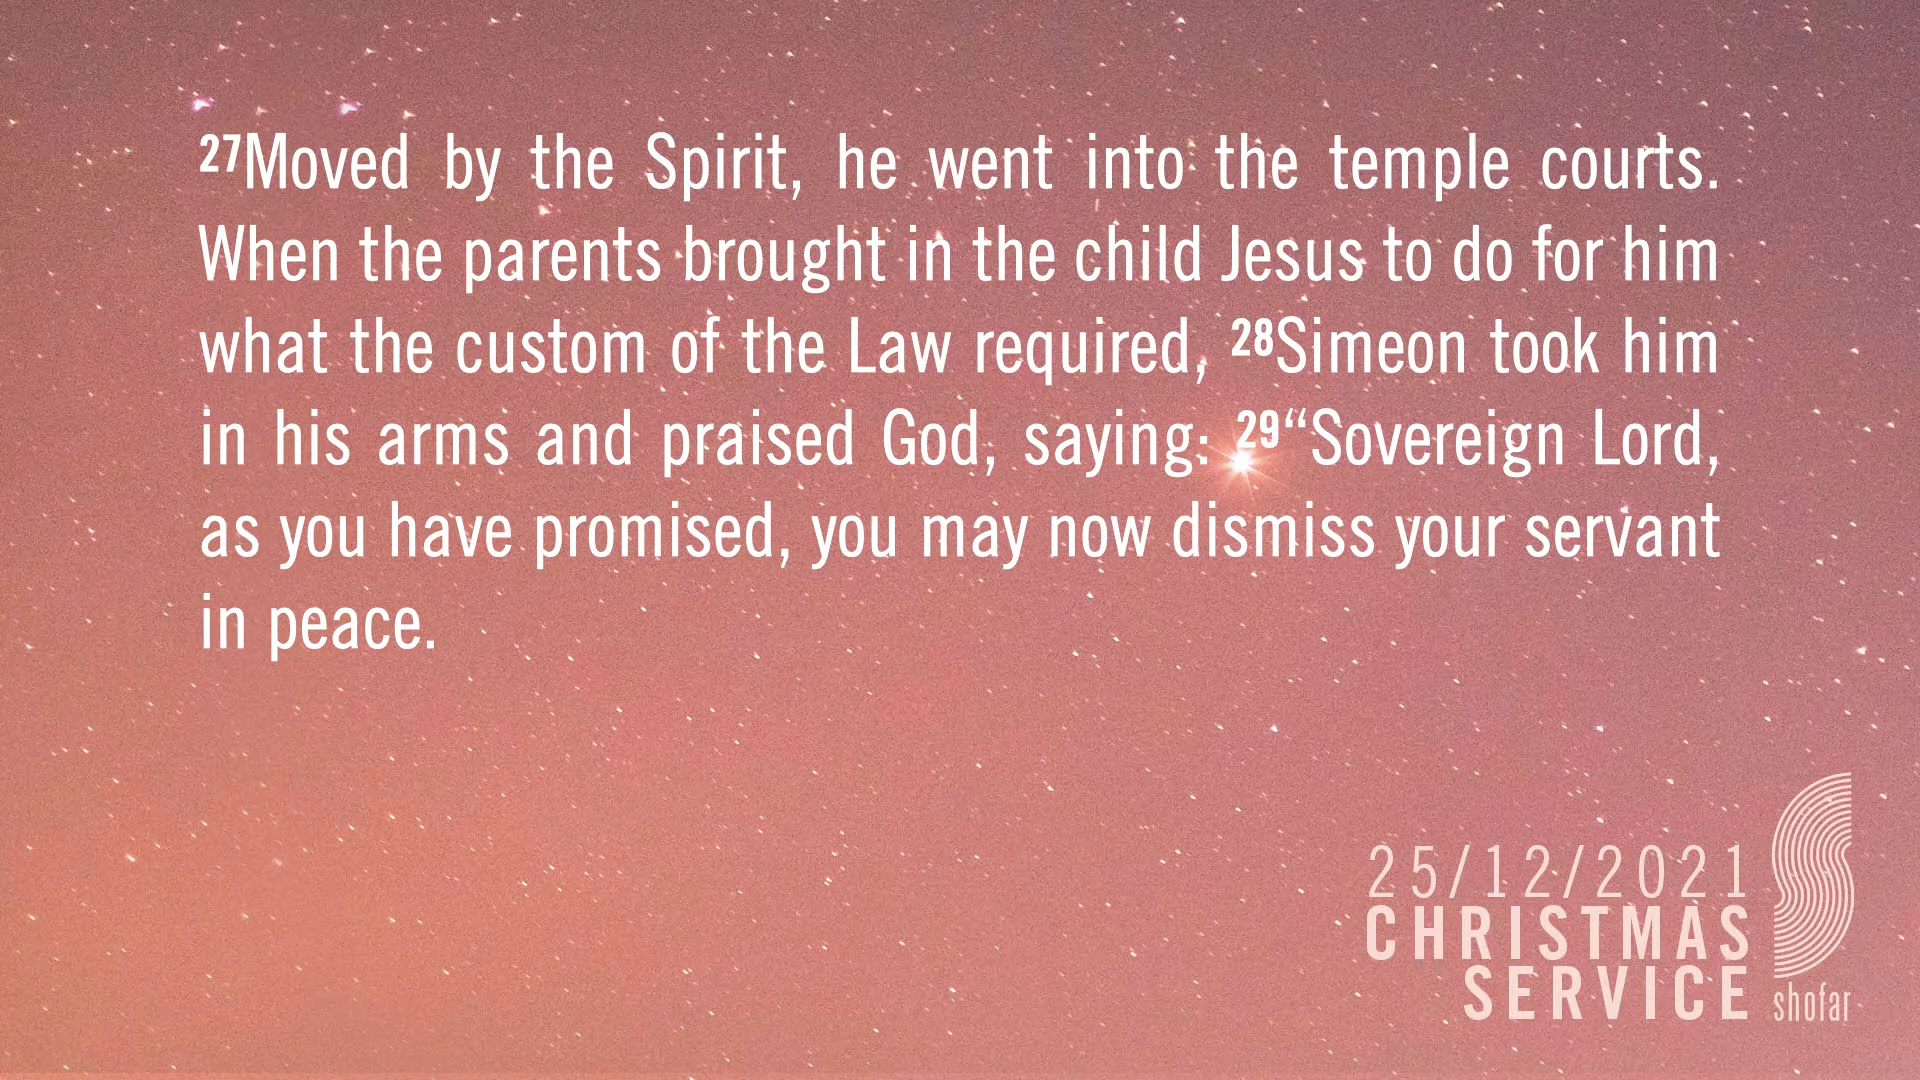 27Moved by the Spirit, he went into the temple courts.
When the parents brought in the child Jesus to do for him
what the custom of the Law required, 28Simeon took him
in his arms and praised God, saying: 29“Sovereign Lord,
as you have promised, you may now dismiss your servant
in peace.
25/12/2021
CHRISTMAS
SERVICE
shofar